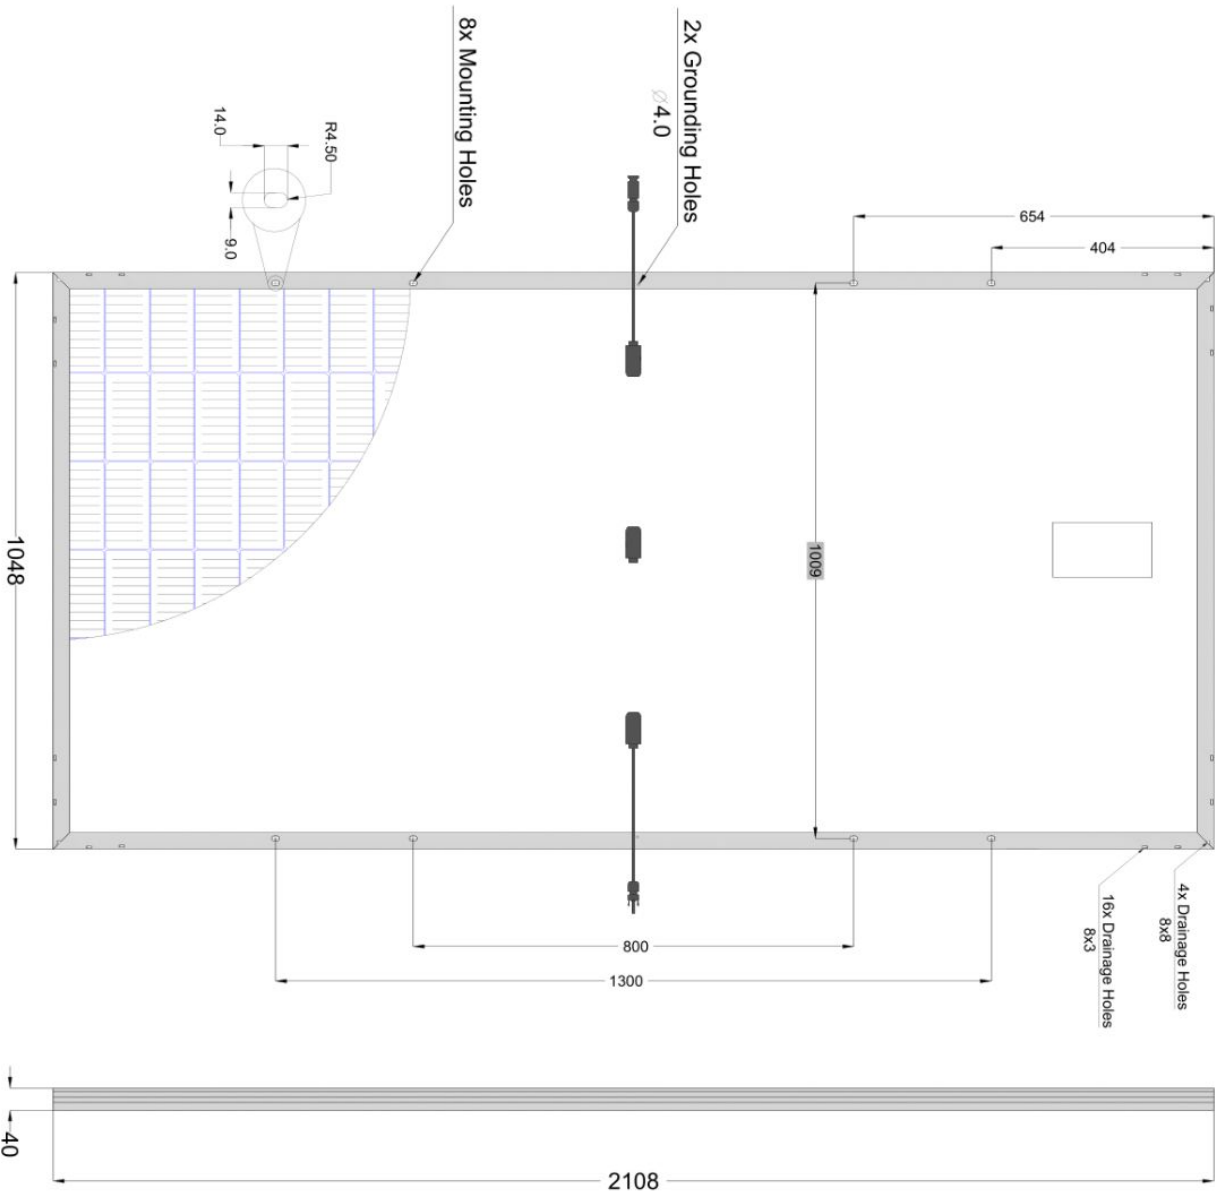 8x Mounting Holes
2x Grounding Holes
∅4.0
14.0
R4.50
9.0
654
404
1009
1048
4x Drainage Holes
8x8
16x Drainage Holes
8x3
800
1300
40
2108